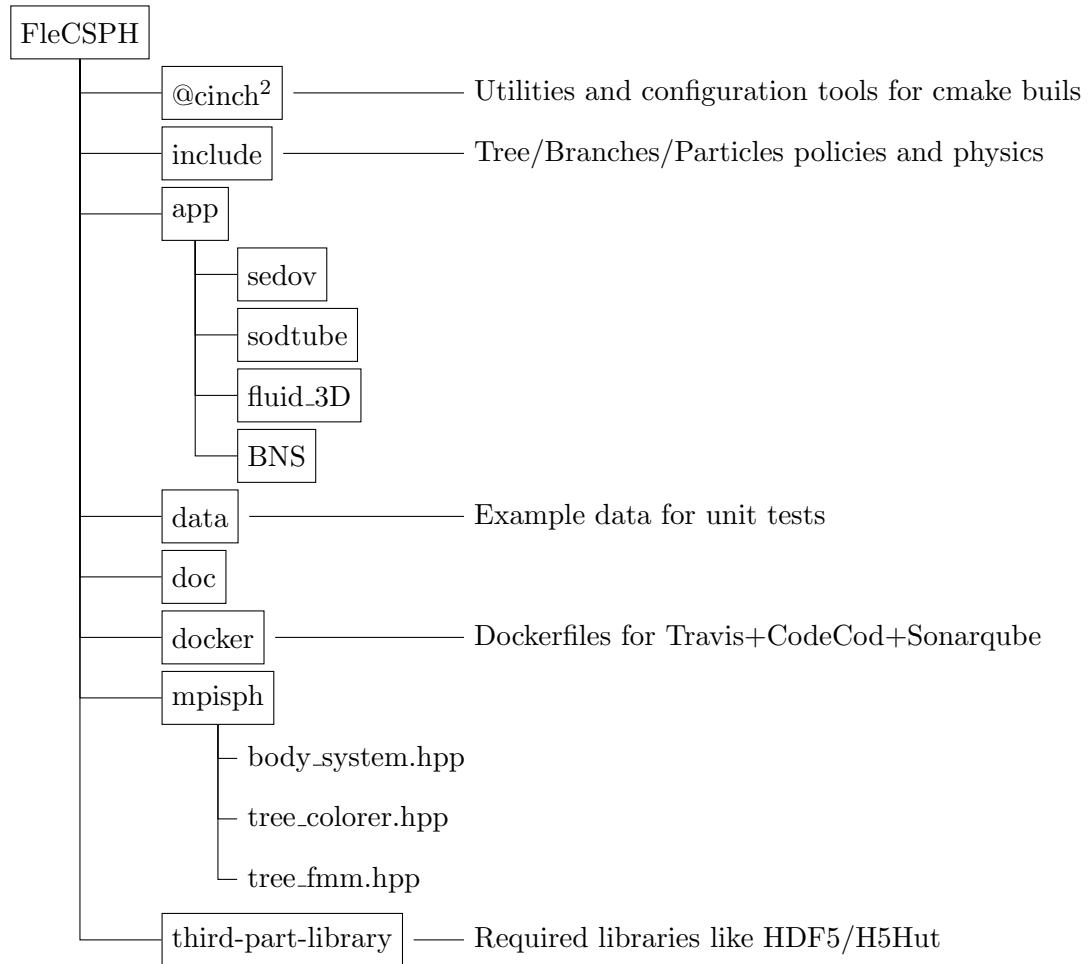 FleCSPH
@cinch² Utilities and configuration tools for cmake buils
include Tree/Branches/Particles policies and physics
app
sedov
sodtube
fluid_3D
BNS
data Example data for unit tests
doc
docker Dockerfiles for Travis+CodeCod+Sonarqube
mpisph
body_system.hpp
tree_colorer.hpp
tree_fmm.hpp
third-part-library Required libraries like HDF5/H5Hut